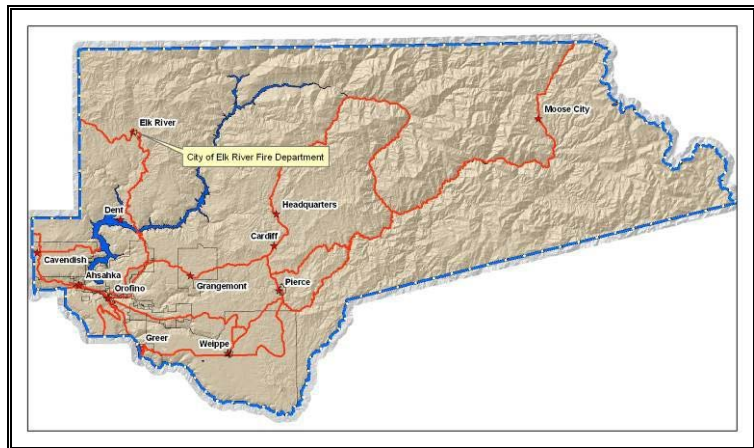 Moose City
Elk River
City of Elk River Fire Department
Headquarters
Dent
Cardiff
Cavendish
Ahsahka
Grangemont
Pierce
Orofino
Greer
Weippe